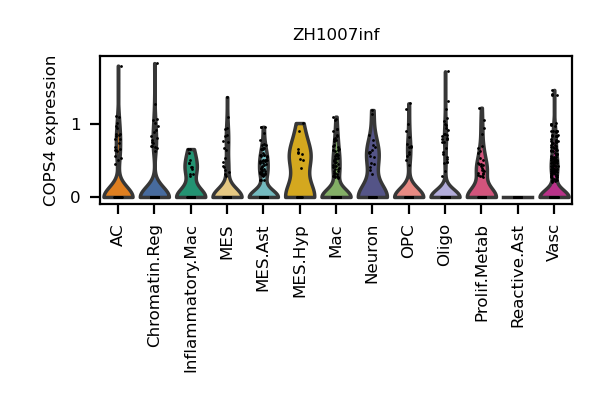 ZH1007inf
COPS4 expression
1
0
AC
Chromatin.Reg
Inflammatory.Mac
MES
MES.Ast
MES.Hyp
Mac
Neuron
OPC
Oligo
Prolif.Metab
Reactive.Ast
Vasc